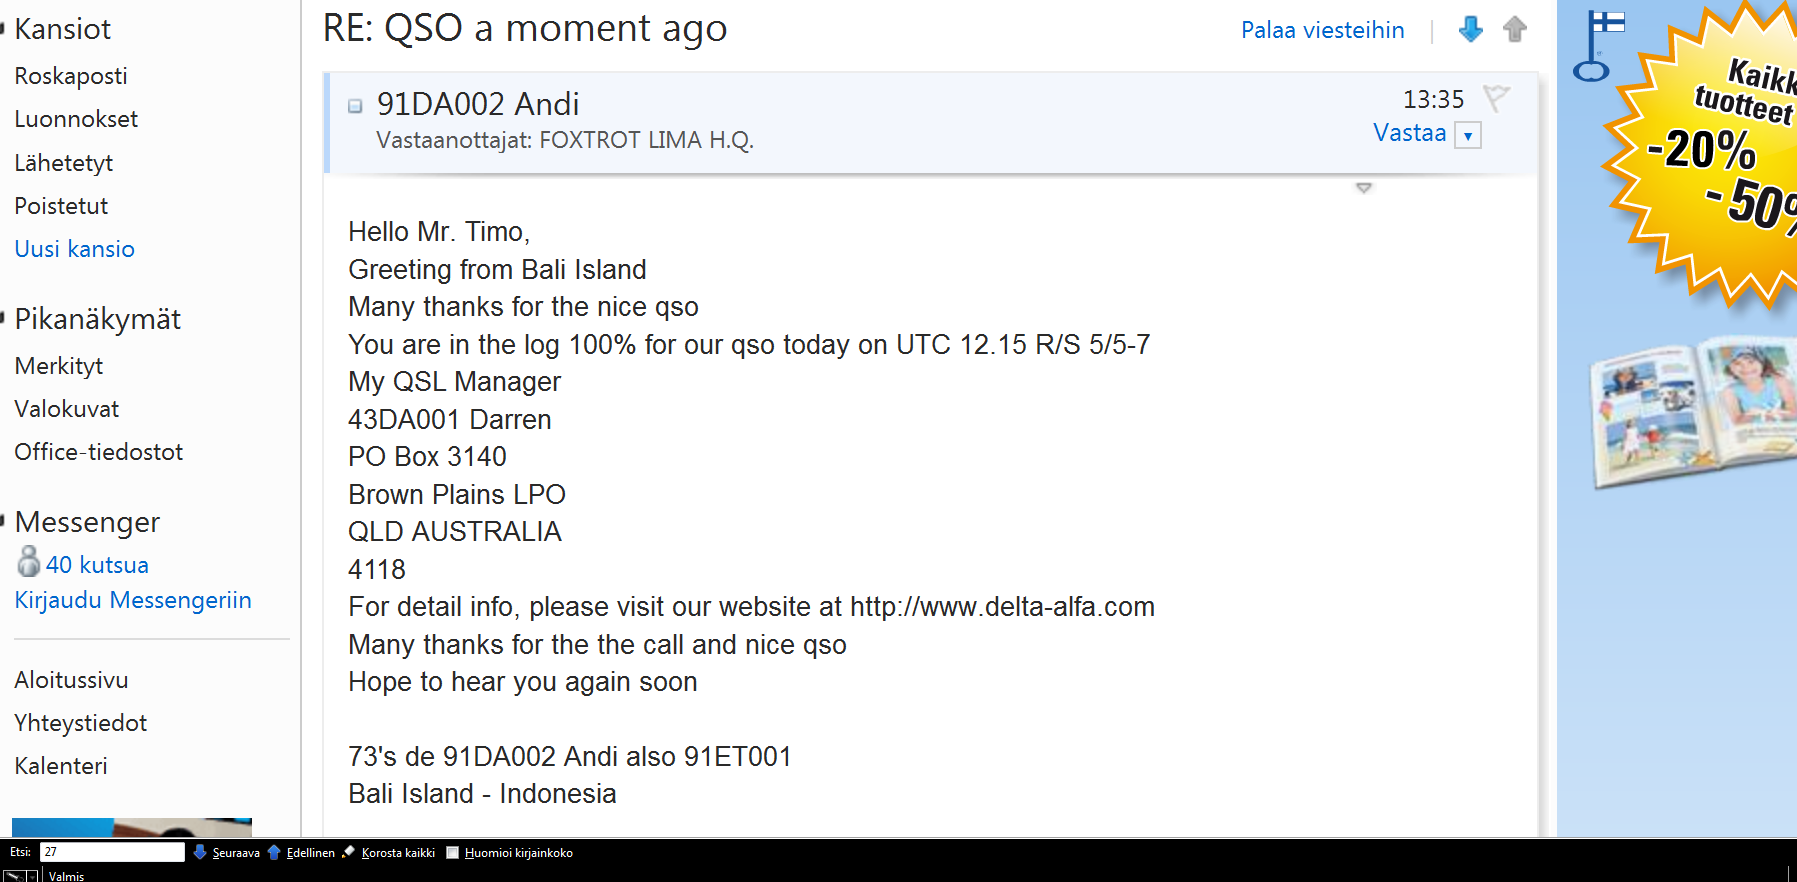 Kansiot
Roskaposti
Luonnokset
Lähetetyt
Poistetut
Uusi kansio
Pikanäkymät
Merkityt
Valokuvat
Office-tiedostot
Messenger
40 kutsua
Kirjaudu Messengeriin
Aloitussivu
Yhteystiedot
Kalenteri
RE: QSO a moment ago
Palaa viesteihin
91DA002 Andi
13:35
Vastaanottajat: FOXTROT LIMA H.Q.
Vastaa
Hello Mr. Timo,
Greeting from Bali Island
Many thanks for the nice qso
You are in the log 100% for our qso today on UTC 12.15 R/S 5/5-7
My QSL Manager
43DA001 Darren
PO Box 3140
Brown Plains LPO
QLD AUSTRALIA
4118
For detail info, please visit our website at http://www.delta-alfa.com
Many thanks for the the call and nice qso
Hope to hear you again soon
73's de 91DA002 Andi also 91ET001
Bali Island - Indonesia
Kaikk
tuotteet
-20%
- 50%
Etsi: 27 Seuraava Edellinen Korosta kaikki Huomioi kirjainkoko
Valmis